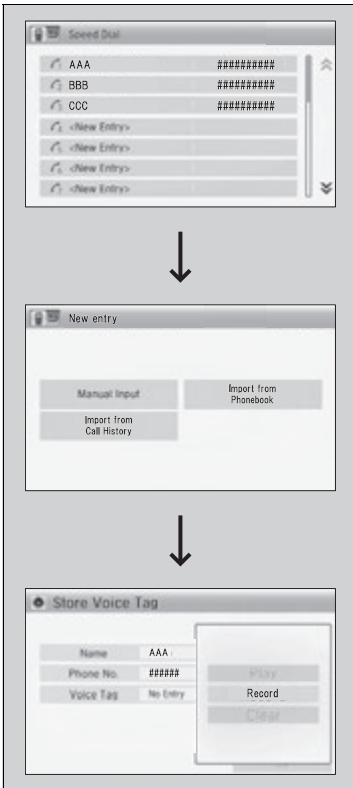 Speed Dial
AAA ##########
BBB ##########
CCC ##########
<New Entry>
<New Entry>
<New Entry>
<New Entry>
New entry
Manual Input
Import from
Phonebook
Import from
Call History
Store Voice Tag
Name AAA
Phone No. ######
Voice Tag No Entry
Play
Record
Clear